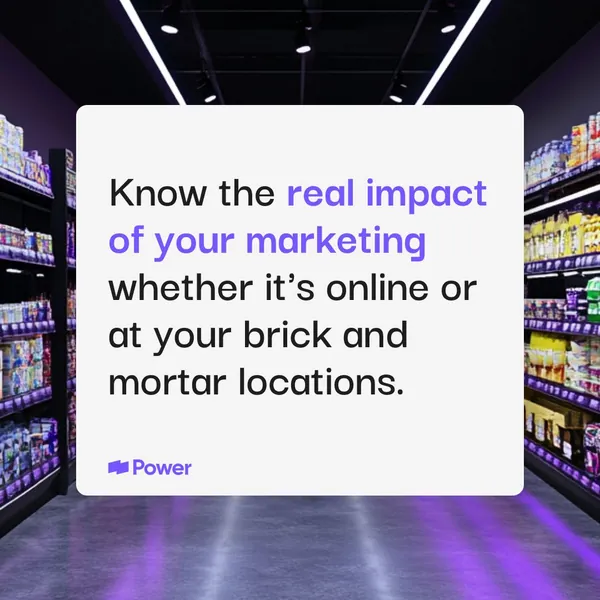 Know the real impact
of your marketing
whether it’s online or
at your brick and
mortar locations.
Power